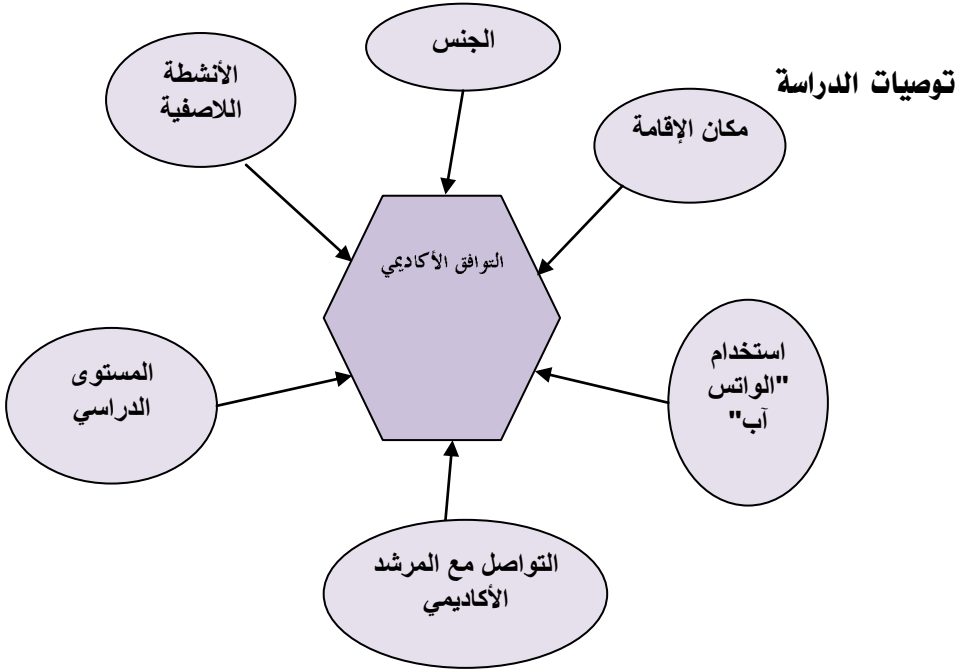 الجنس
توصيات الدراسة
الأنشطة
اللاصفية
مكان الإقامة
التوافق الأكاديمي
استخدام
"الواتس
آب"
المستوى
الدراسي
التواصل مع المرشد
الأكاديمي